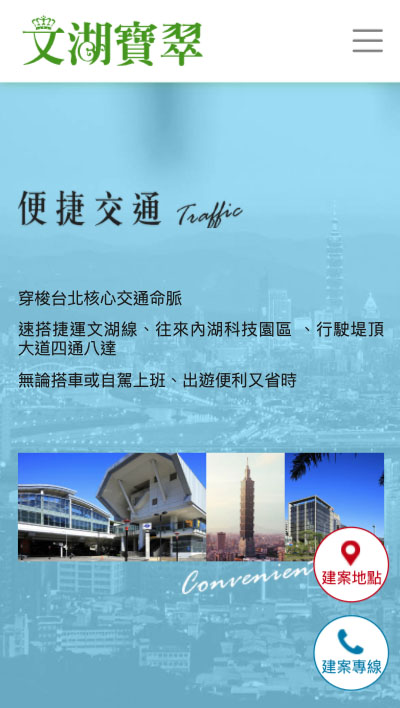 文湖寶翠
便捷交通 Traffic
穿梭台北核心交通命脈
速搭捷運文湖線、往來內湖科技園區 、行駛堤頂
大道四通八達
無論搭車或自駕上班、出遊便利又省時
Convenien
建案地點
建案專線